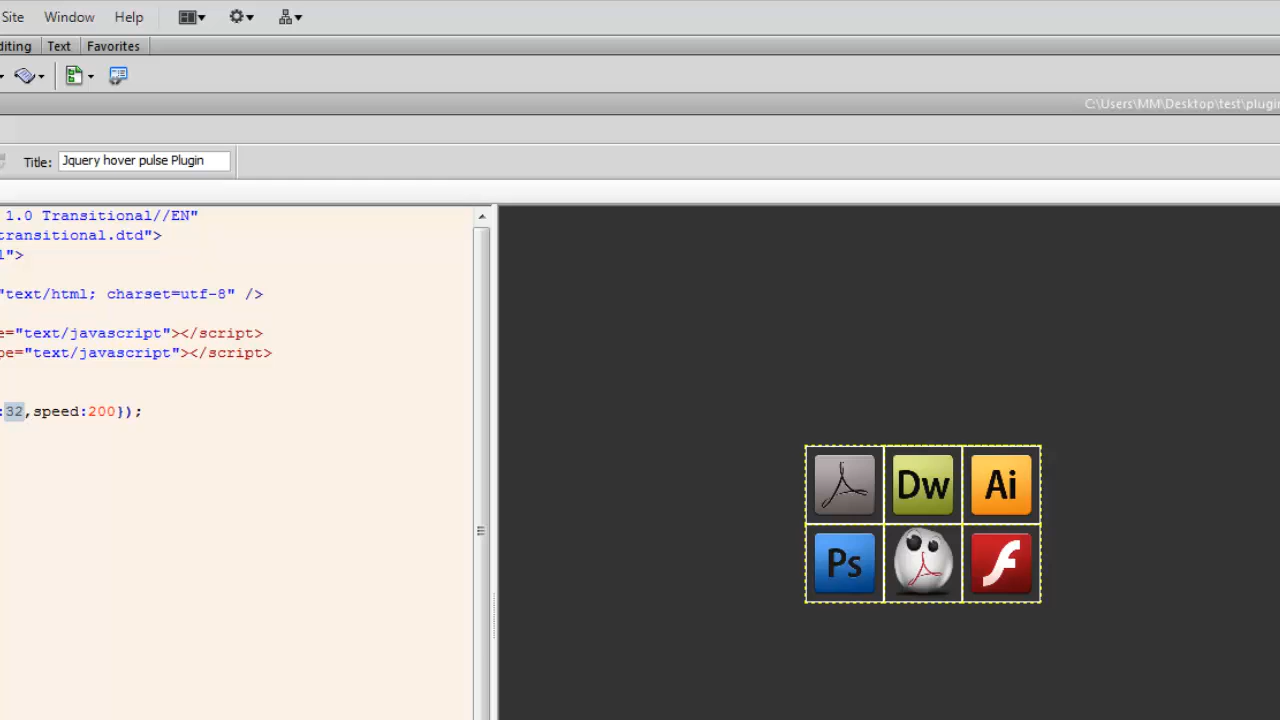 Site Window Help
diting Text Favorites
C:\Users\MM\Desktop\test\plugin
Title: Jquery hover pulse Plugin
1.0 Transitional//EN"
transitional.dtd">
l">
"text/html; charset=utf-8" />
e="text/javascript"></script>
pe="text/javascript"></script>
:32,speed:200});
Dw Ai
Ps